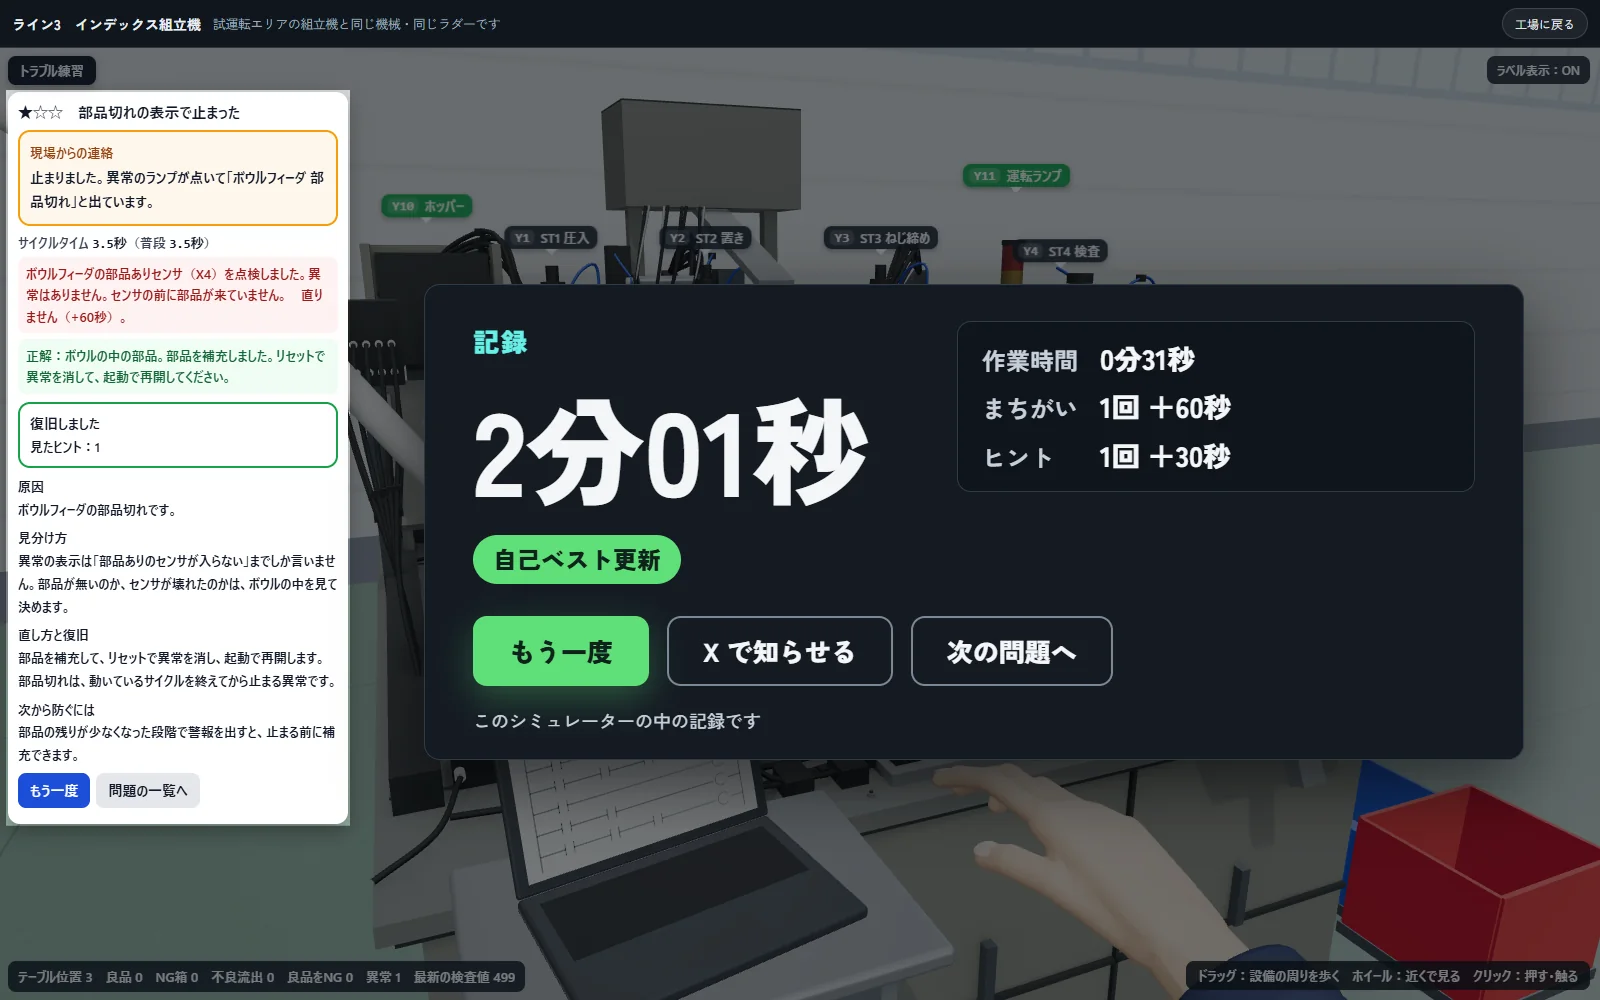 ライン3　インデックス組立機　試運転エリアの組立機と同じ機械・同じラダーです
工場に戻る
トラブル練習
ラベル表示：ON
★☆☆　部品切れの表示で止まった
現場からの連絡
止まりました。異常のランプが点いて「ボウルフィーダ 部
品切れ」と出ています。
サイクルタイム 3.5秒（普段 3.5秒）
ボウルフィーダの部品ありセンサ（X4）を点検しました。異
常はありません。センサの前に部品が来ていません。　直り
ません（+60秒）。
正解：ボウルの中の部品。部品を補充しました。リセットで
異常を消して、起動で再開してください。
復旧しました
見たヒント：1
原因
ボウルフィーダの部品切れです。
見分け方
異常の表示は「部品ありのセンサが入らない」までしか言いませ
ん。部品が無いのか、センサが壊れたのかは、ボウルの中を見て
決めます。
直し方と復旧
部品を補充して、リセットで異常を消し、起動で再開します。
部品切れは、動いているサイクルを終えてから止まる異常です。
次から防ぐには
部品の残りが少なくなった段階で警報を出すと、止まる前に補
充できます。
もう一度
問題の一覧へ
Y10 ホッパー
Y11 運転ランプ
Y1 ST1 圧入
Y2 ST2 置き
Y3 ST3 ねじ締め
Y4 ST4 検査
記録
2分01秒
自己ベスト更新
作業時間 0分31秒
まちがい 1回 ＋60秒
ヒント 1回 ＋30秒
もう一度
X で知らせる
次の問題へ
このシミュレーターの中の記録です
テーブル位置 3　良品 0　NG箱 0　不良流出 0　良品をNG 0　異常 1　最新の検査値 499
ドラッグ：設備の周りを歩く　ホイール：近くで見る　クリック：押す・触る